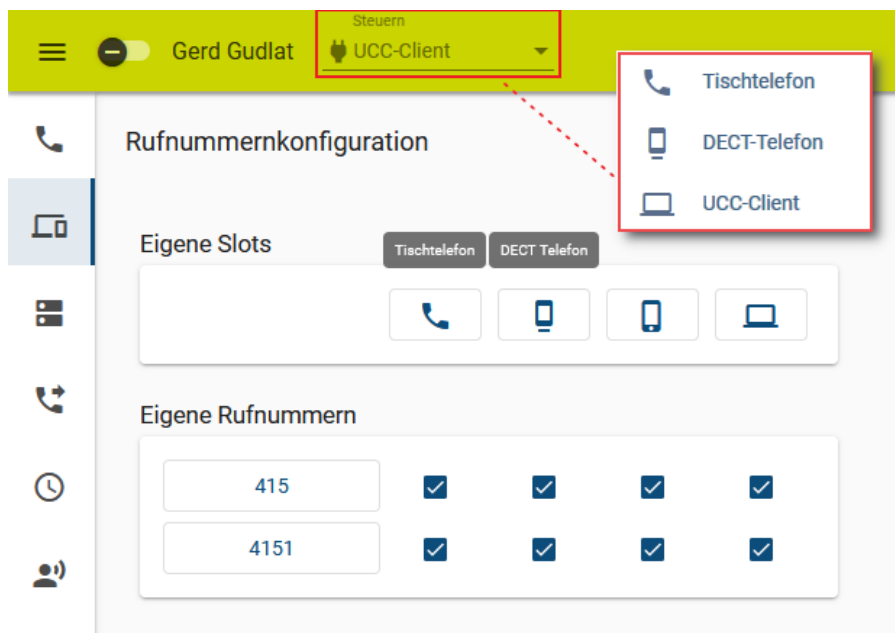 Steuern
Gerd Gudlat
UCC-Client
Tischtelefon
DECT-Telefon
UCC-Client
Rufnummernkonfiguration
Eigene Slots
Tischtelefon
DECT Telefon
Eigene Rufnummern
415
4151